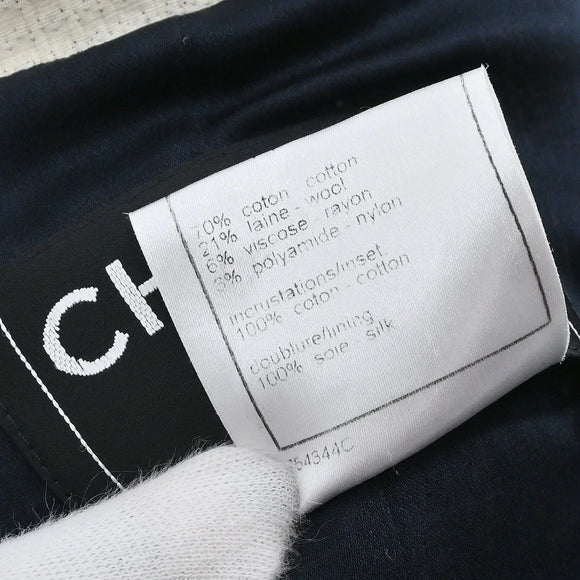 70% coton - cotton
21% laine - wool
6% viscose - rayon
3% polyamide - nylon
incrustations/inset
100% coton - cotton
doublure/lining
100% soie - silk
54344C
CH